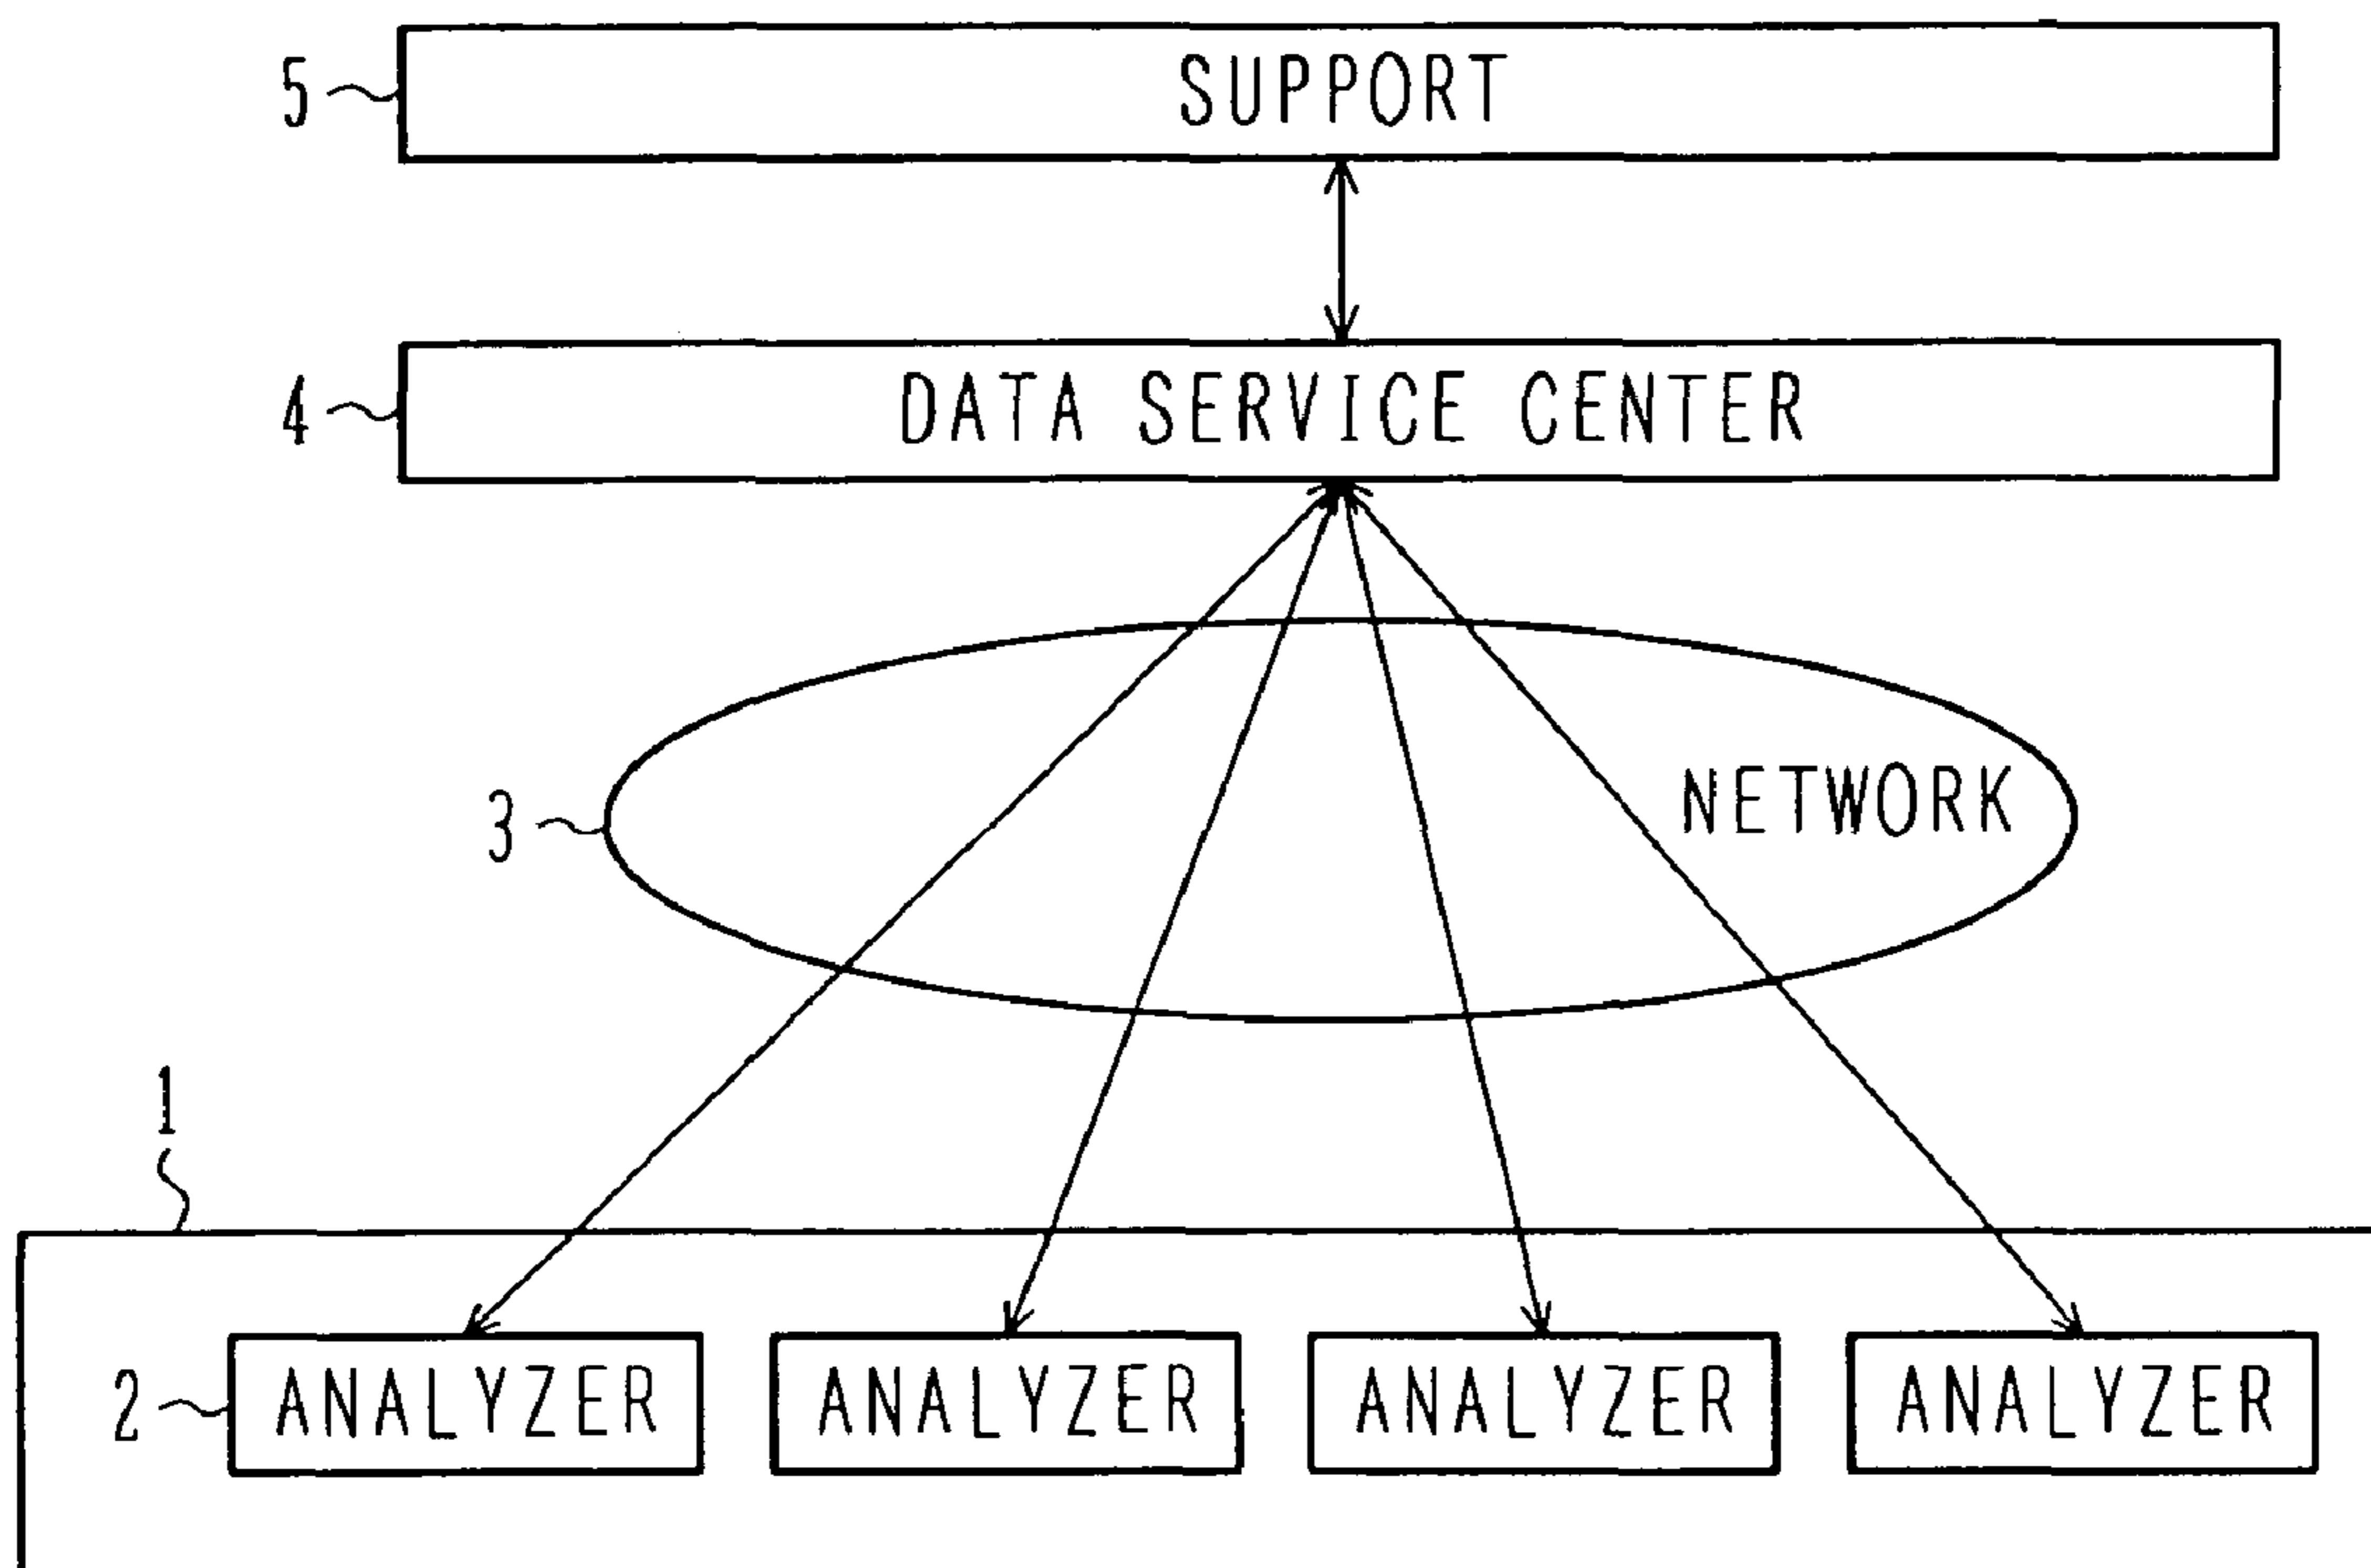 5 SUPPORT
4 DATA SERVICE CENTER
3 NETWORK
1
2 ANALYZER ANALYZER ANALYZER ANALYZER